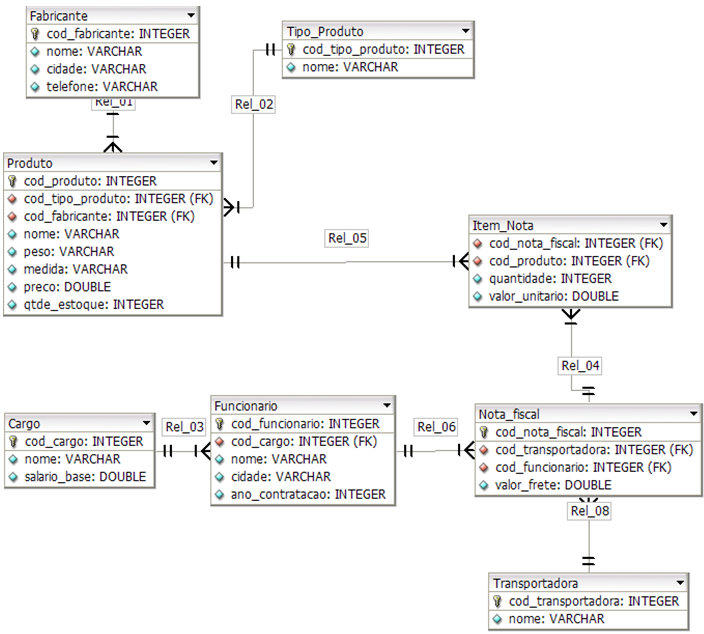 Fabricante
cod_fabricante: INTEGER
nome: VARCHAR
cidade: VARCHAR
telefone: VARCHAR
Rel_01
Tipo_Produto
cod_tipo_produto: INTEGER
nome: VARCHAR
Rel_02
Produto
cod_produto: INTEGER
cod_tipo_produto: INTEGER (FK)
cod_fabricante: INTEGER (FK)
nome: VARCHAR
peso: VARCHAR
medida: VARCHAR
preco: DOUBLE
qtde_estoque: INTEGER
Rel_05
Item_Nota
cod_nota_fiscal: INTEGER (FK)
cod_produto: INTEGER (FK)
quantidade: INTEGER
valor_unitario: DOUBLE
Rel_04
Cargo
cod_cargo: INTEGER
nome: VARCHAR
salario_base: DOUBLE
Rel_03
Funcionario
cod_funcionario: INTEGER
cod_cargo: INTEGER (FK)
nome: VARCHAR
cidade: VARCHAR
ano_contratacao: INTEGER
Rel_06
Nota_fiscal
cod_nota_fiscal: INTEGER
cod_transportadora: INTEGER (FK)
cod_funcionario: INTEGER (FK)
valor_frete: DOUBLE
Rel_08
Transportadora
cod_transportadora: INTEGER
nome: VARCHAR